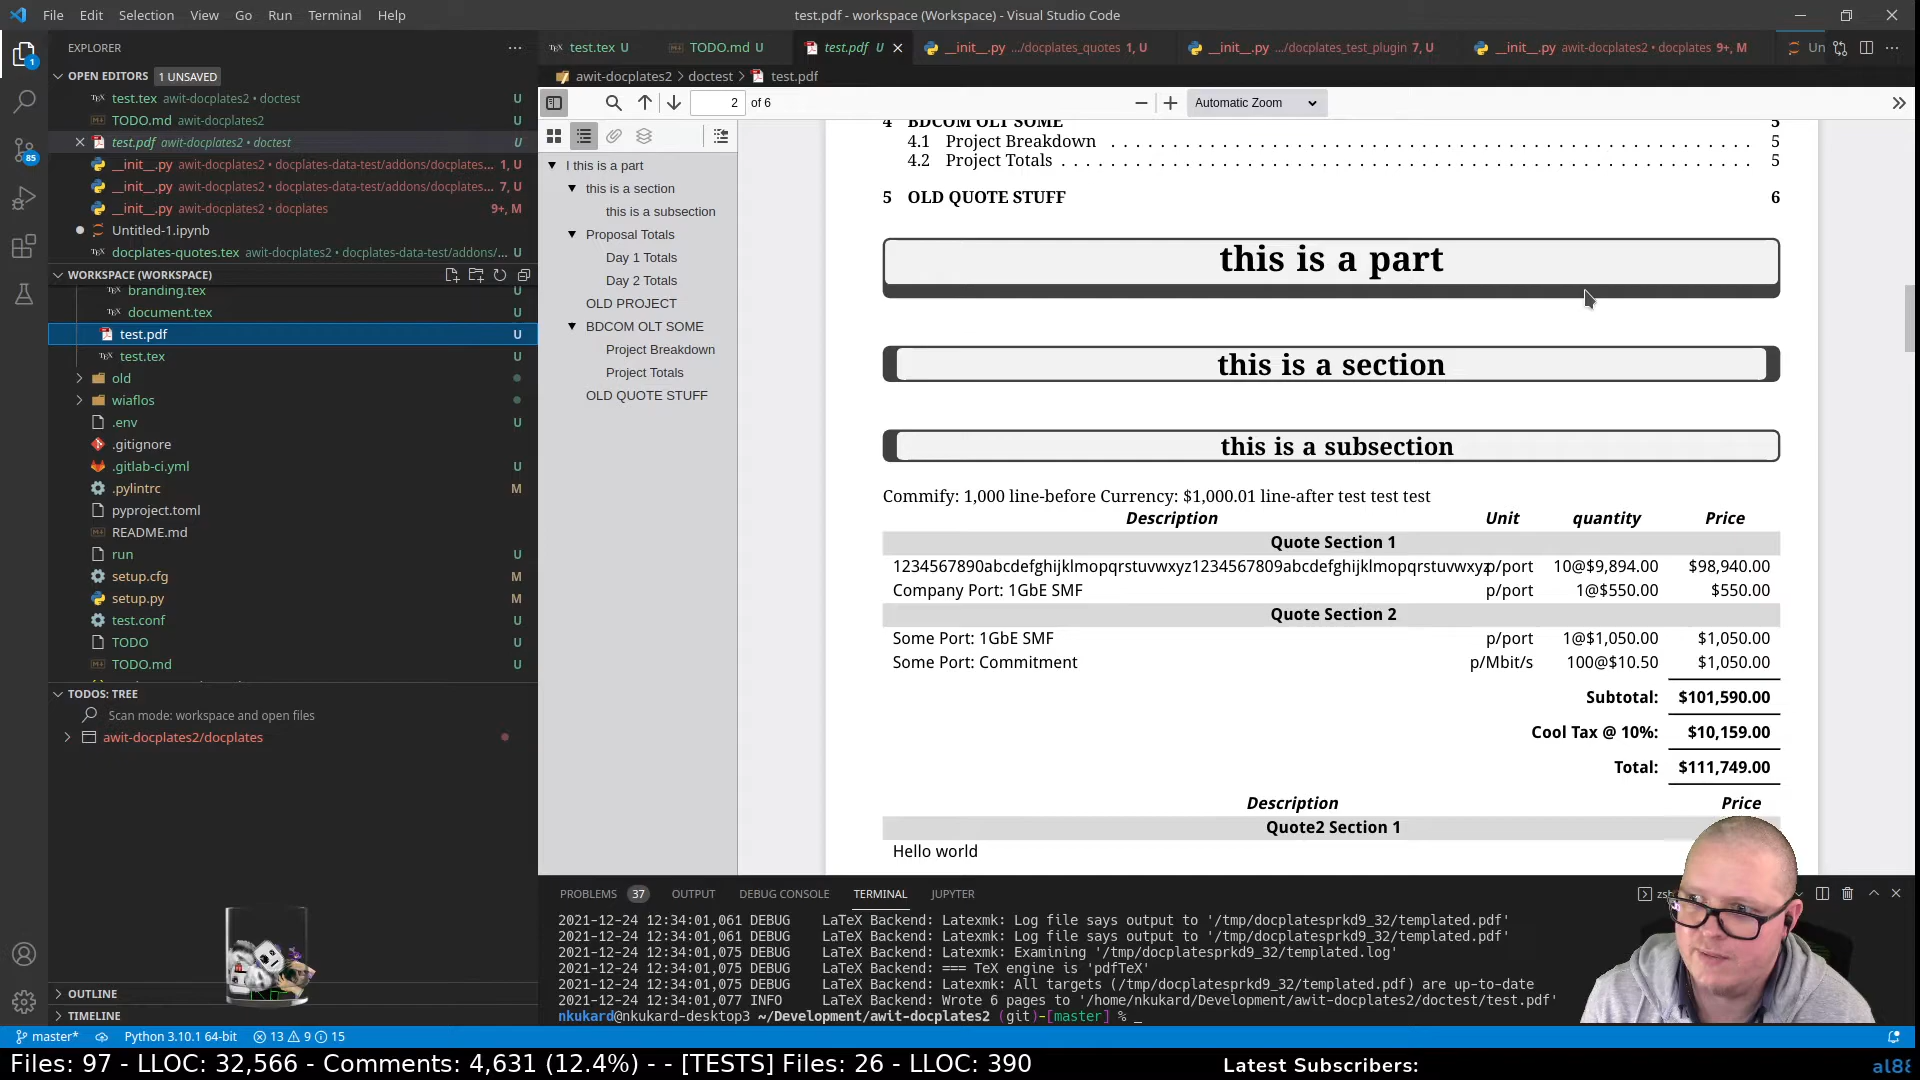 File Edit Selection View Go Run Terminal Help
test.pdf - workspace (Workspace) - Visual Studio Code
EXPLORER
test.tex U
TODO.md U
test.pdf U
__init__.py .../docplates_quotes 1, U
__init__.py .../docplates_test_plugin 7, U
__init__.py awit-docplates2 • docplates 9+, M
Un
OPEN EDITORS 1 UNSAVED
awit-docplates2 > doctest > test.pdf
test.tex awit-docplates2 • doctest U
TODO.md awit-docplates2 U
test.pdf awit-docplates2 • doctest U
__init__.py awit-docplates2 • docplates-data-test/addons/docplates... 1, U
__init__.py awit-docplates2 • docplates-data-test/addons/docplates... 7, U
__init__.py awit-docplates2 • docplates 9+, M
Untitled-1.ipynb
docplates-quotes.tex awit-docplates2 • docplates-data-test/addons/... U
WORKSPACE (WORKSPACE)
branding.tex U
document.tex U
test.pdf U
test.tex U
old
wiaflos
.env U
.gitignore
.gitlab-ci.yml U
.pylintrc M
pyproject.toml
README.md
run U
setup.cfg M
setup.py M
test.conf U
TODO U
TODO.md U
TODOS: TREE
Scan mode: workspace and open files
awit-docplates2/docplates
OUTLINE
TIMELINE
2 of 6
Automatic Zoom
I this is a part
this is a section
this is a subsection
Proposal Totals
Day 1 Totals
Day 2 Totals
OLD PROJECT
BDCOM OLT SOME
Project Breakdown
Project Totals
OLD QUOTE STUFF
4 BDCOM OLT SOME 5
4.1 Project Breakdown . . . . . . . . . . . . . . . . . . . . . . . . . . . . . . . . . . . . . . . . . . . . . . 5
4.2 Project Totals . . . . . . . . . . . . . . . . . . . . . . . . . . . . . . . . . . . . . . . . . . . . . . . . . . 5
5 OLD QUOTE STUFF 6
this is a part
this is a section
this is a subsection
Commify: 1,000 line-before Currency: $1,000.01 line-after test test test
Description Unit quantity Price
Quote Section 1
1234567890abcdefghijklmopqrstuvwxyz1234567809abcdefghijklmopqrstuvwxyz p/port 10@$9,894.00 $98,940.00
Company Port: 1GbE SMF p/port 1@$550.00 $550.00
Quote Section 2
Some Port: 1GbE SMF p/port 1@$1,050.00 $1,050.00
Some Port: Commitment p/Mbit/s 100@$10.50 $1,050.00
Subtotal: $101,590.00
Cool Tax @ 10%: $10,159.00
Total: $111,749.00
Description Price
Quote2 Section 1
Hello world
PROBLEMS 37 OUTPUT DEBUG CONSOLE TERMINAL JUPYTER
2021-12-24 12:34:01,061 DEBUG LaTeX Backend: Latexmk: Log file says output to '/tmp/docplatesprkd9_32/templated.pdf'
2021-12-24 12:34:01,061 DEBUG LaTeX Backend: Latexmk: Log file says output to '/tmp/docplatesprkd9_32/templated.pdf'
2021-12-24 12:34:01,075 DEBUG LaTeX Backend: Latexmk: Examining '/tmp/docplatesprkd9_32/templated.log'
2021-12-24 12:34:01,075 DEBUG LaTeX Backend: Latexmk: === TeX engine is 'pdfTeX'
2021-12-24 12:34:01,075 DEBUG LaTeX Backend: Latexmk: All targets (/tmp/docplatesprkd9_32/templated.pdf) are up-to-date
2021-12-24 12:34:01,077 INFO LaTeX Backend: Wrote 6 pages to '/home/nkukard/Development/awit-docplates2/doctest/test.pdf'
nkukard@nkukard-desktop3 ~/Development/awit-docplates2 (git)-[master] % _
1
85
master* Python 3.10.1 64-bit 13 9 15
Files: 97 - LLOC: 32,566 - Comments: 4,631 (12.4%) - - [TESTS] Files: 26 - LLOC: 390
Latest Subscribers: